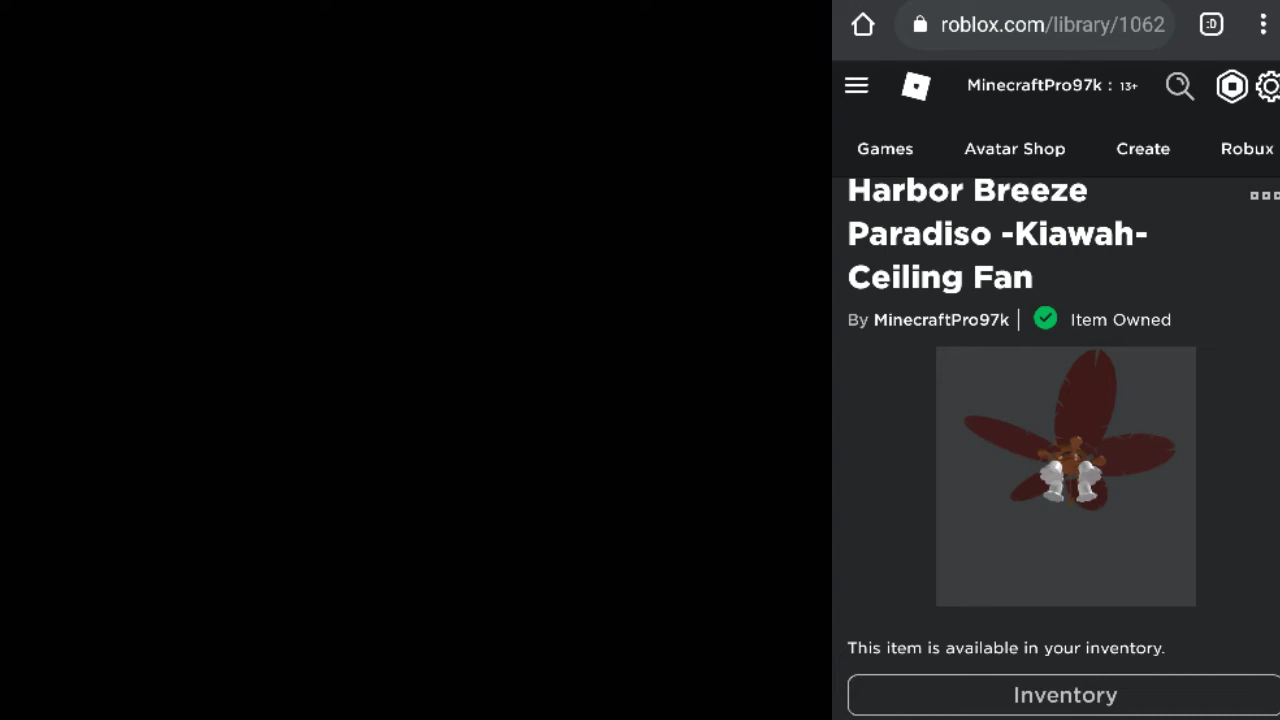 roblox.com/library/1062
:D
MinecraftPro97k : 13+
Games Avatar Shop Create Robux
Harbor Breeze
Paradiso -Kiawah-
Ceiling Fan
By MinecraftPro97k | Item Owned
This item is available in your inventory.
Inventory